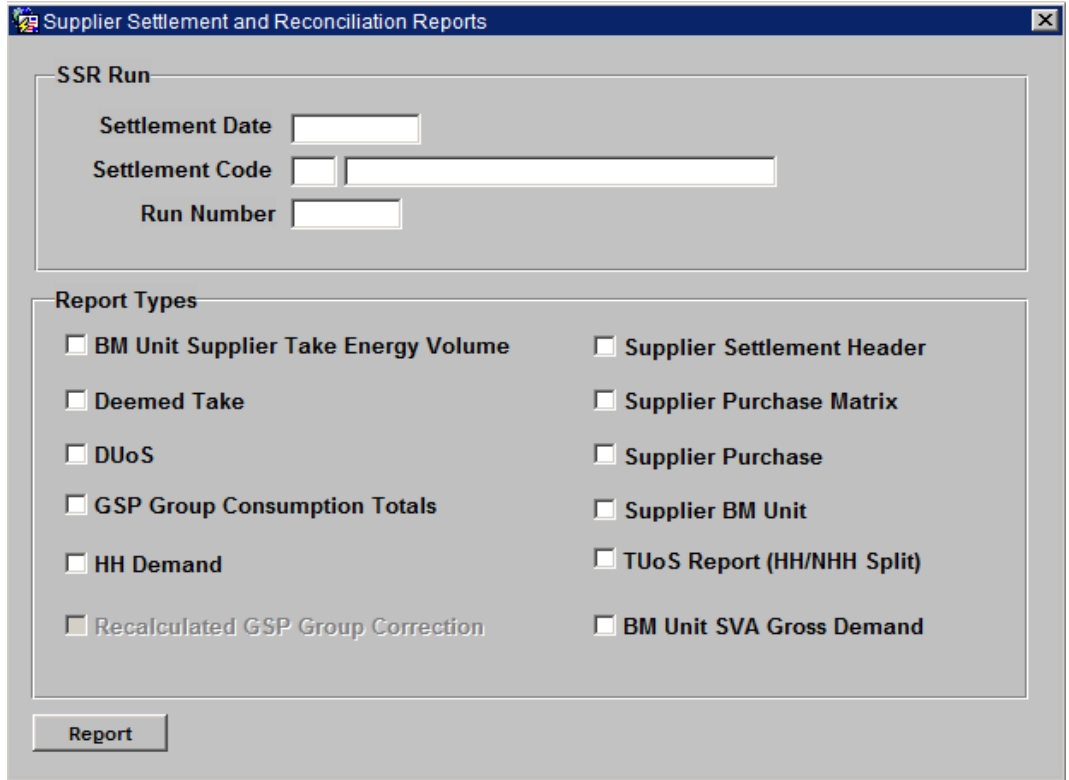 Supplier Settlement and Reconciliation Reports
SSR Run
Settlement Date
Settlement Code
Run Number
Report Types
BM Unit Supplier Take Energy Volume
Deemed Take
DUoS
GSP Group Consumption Totals
HH Demand
Recalculated GSP Group Correction
Supplier Settlement Header
Supplier Purchase Matrix
Supplier Purchase
Supplier BM Unit
TUoS Report (HH/NHH Split)
BM Unit SVA Gross Demand
Report